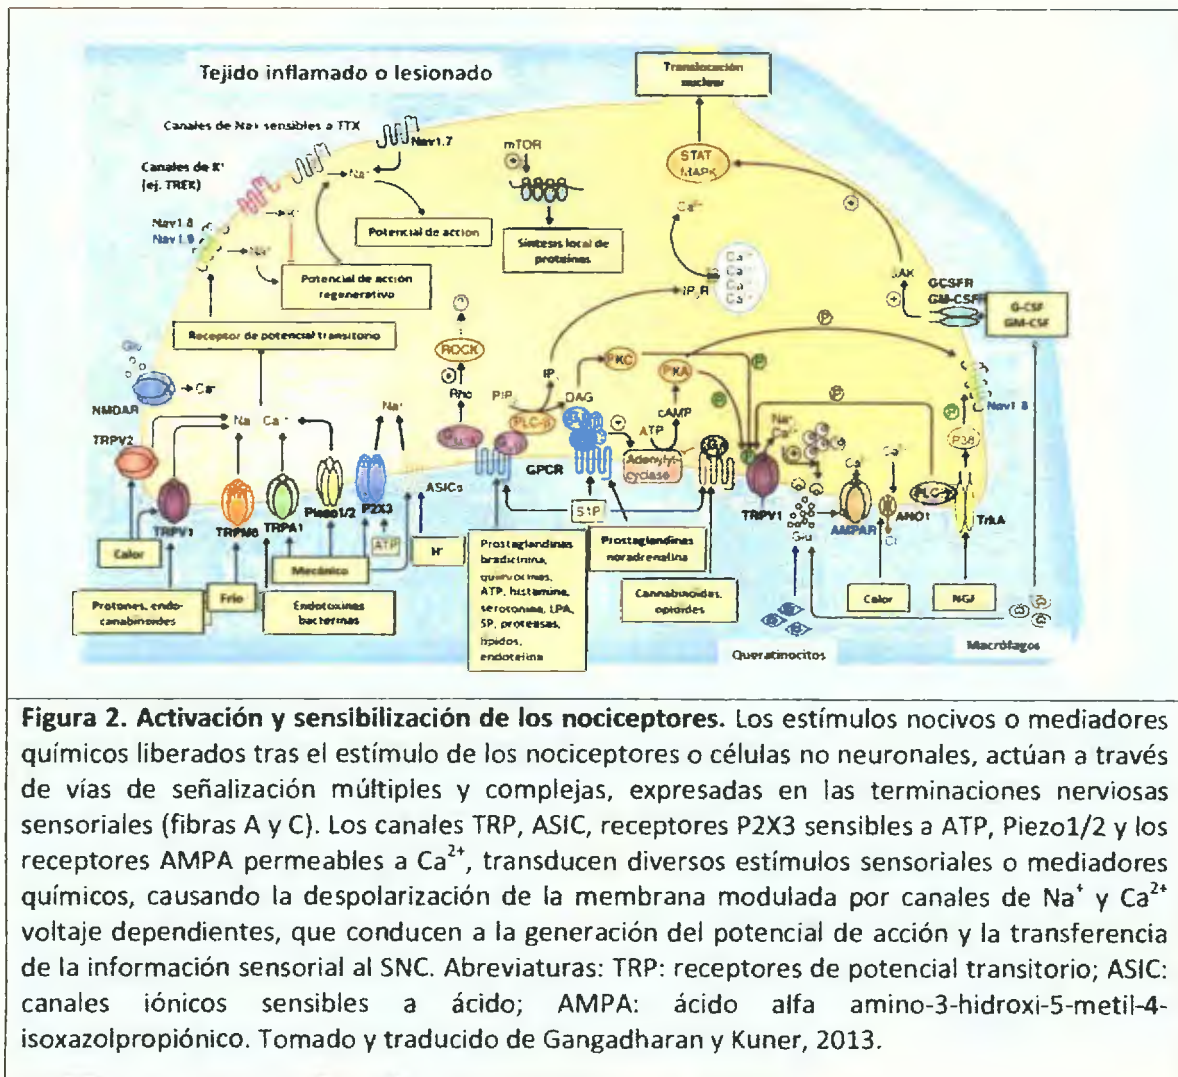 Tejido inflamado o lesionado
Translocación
nuclear
Canales de Na+ sensibles a TTX
Nav1.7
mTOR
STAT
MAPK
Canales de K⁺
(ej. TREK)
Nav1.8
Nav1.9
Na⁺
K⁺
Na⁺
Potencial de accion
Síntesis local de
proteínas
Ca²⁺
Potencial de acción
regenerativo
JAK
GCSFR
GM-CSFR
G-CSF
GM-CSF
Receptor de potencial transitorio
ROCK
Rho
Glu
NMDAR
TRPV2
PIP
PLC-β
DAG
PKC
PKA
cAMP
ATP
Adenylyl-
cyclase
GPCR
Nav1.8
P38
TRPV1
TRPM8
TRPA1
Piezo1/2
P2X3
ASICs
ATP
H⁺
S1P
TRPV1
Glu
AMPAR
ANO1
TrkA
Calor
Mecánico
Frío
Protones, endo-
canabinoides
Endotoxinas
bacterinas
Prostaglandinas
bradicinina,
ATP, histamina,
serotonina, LPA,
SP, proteasas,
lípidos,
endotelina
Prostaglandinas
noradrenalina
Cannabinoidas,
opioides
Calor
NGF
Queratinocitos
Macrófagos
Figura 2. Activación y sensibilización de los nociceptores. Los estímulos nocivos o mediadores
químicos liberados tras el estímulo de los nociceptores o células no neuronales, actúan a través
de vías de señalización múltiples y complejas, expresadas en las terminaciones nerviosas
sensoriales (fibras A y C). Los canales TRP, ASIC, receptores P2X3 sensibles a ATP, Piezo1/2 y los
receptores AMPA permeables a Ca²⁺, transducen diversos estímulos sensoriales o mediadores
químicos, causando la despolarización de la membrana modulada por canales de Na⁺ y Ca²⁺
voltaje dependientes, que conducen a la generación del potencial de acción y la transferencia
de la información sensorial al SNC. Abreviaturas: TRP: receptores de potencial transitorio; ASIC:
canales iónicos sensibles a ácido; AMPA: ácido alfa amino-3-hidroxi-5-metil-4-
isoxazolpropiónico. Tomado y traducido de Gangadharan y Kuner, 2013.